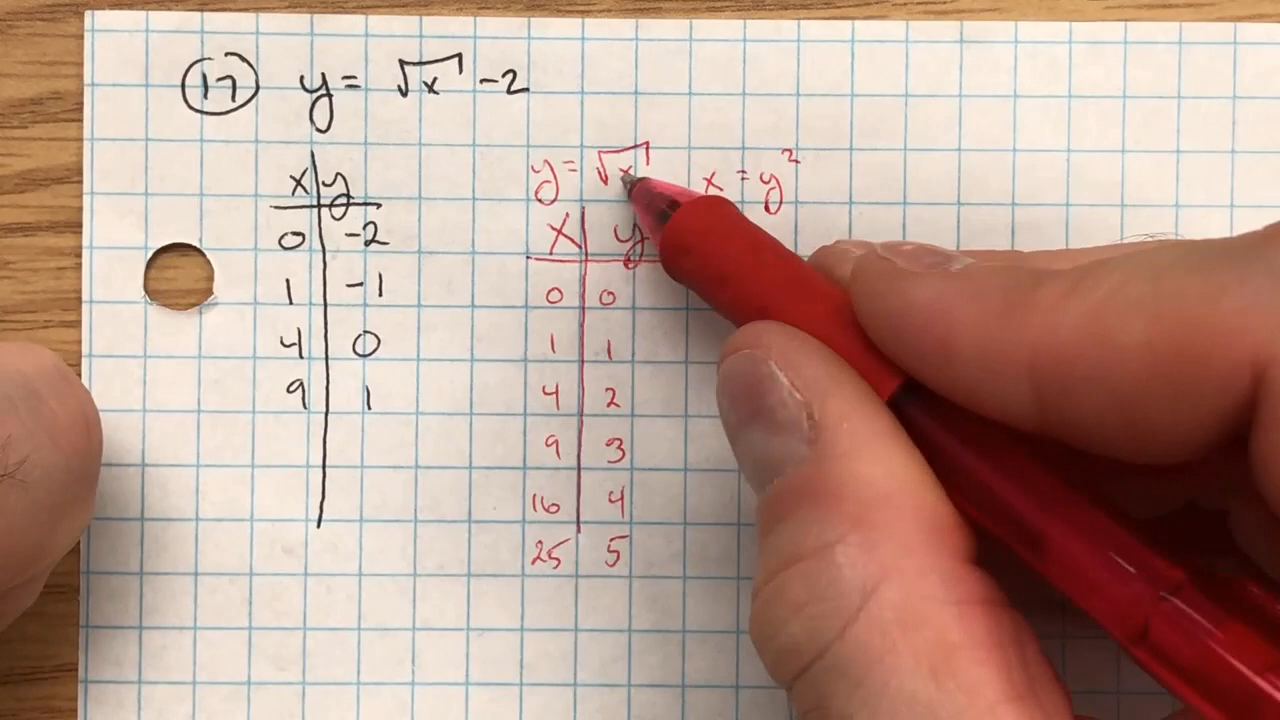 17 y = √x - 2
x y
0 -2
1 -1
4 0
9 1
y = √x x = y²
x y
0 0
1 1
4 2
9 3
16 4
25 5